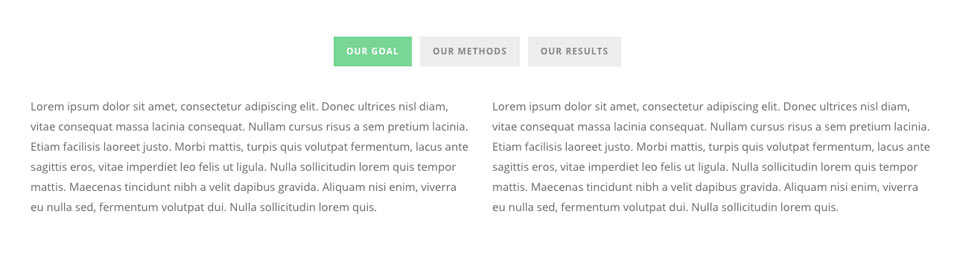 OUR GOAL OUR METHODS OUR RESULTS
Lorem ipsum dolor sit amet, consectetur adipiscing elit. Donec ultrices nisl diam,
vitae consequat massa lacinia consequat. Nullam cursus risus a sem pretium lacinia.
Etiam facilisis laoreet justo. Morbi mattis, turpis quis volutpat fermentum, lacus ante
sagittis eros, vitae imperdiet leo felis ut ligula. Nulla sollicitudin lorem quis tempor
mattis. Maecenas tincidunt nibh a velit dapibus gravida. Aliquam nisi enim, viverra
eu nulla sed, fermentum volutpat dui. Nulla sollicitudin lorem quis.
Lorem ipsum dolor sit amet, consectetur adipiscing elit. Donec ultrices nisl diam,
vitae consequat massa lacinia consequat. Nullam cursus risus a sem pretium lacinia.
Etiam facilisis laoreet justo. Morbi mattis, turpis quis volutpat fermentum, lacus ante
sagittis eros, vitae imperdiet leo felis ut ligula. Nulla sollicitudin lorem quis tempor
mattis. Maecenas tincidunt nibh a velit dapibus gravida. Aliquam nisi enim, viverra
eu nulla sed, fermentum volutpat dui. Nulla sollicitudin lorem quis.